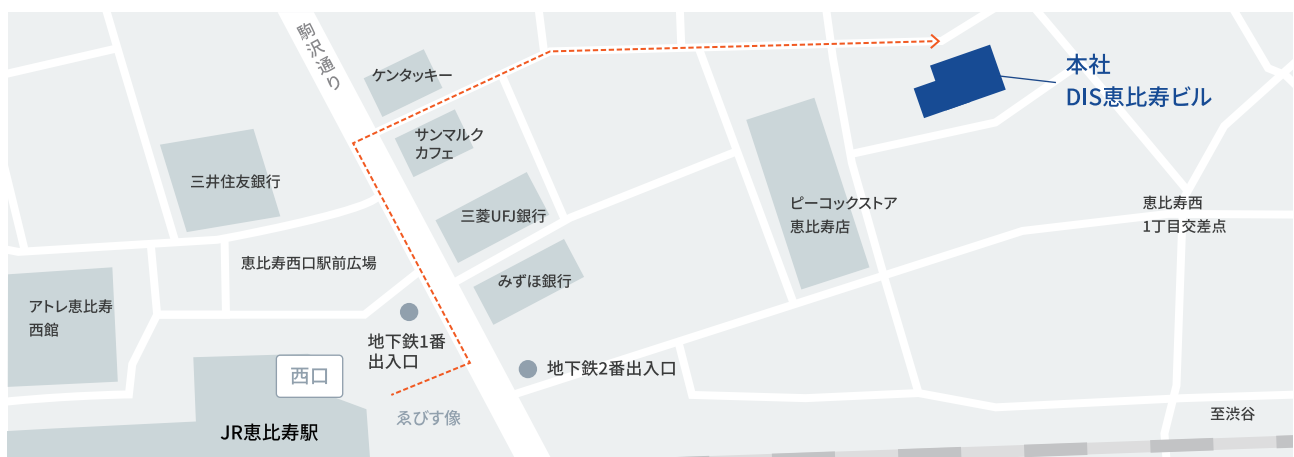 駒沢通り
ケンタッキー
本社
DIS恵比寿ビル
サンマルク
カフェ
三井住友銀行
三菱UFJ銀行
ピーコックストア
恵比寿店
恵比寿西
1丁目交差点
恵比寿西口駅前広場
みずほ銀行
アトレ恵比寿
西館
地下鉄1番
出入口
地下鉄2番出入口
西口
ゑびす像
至渋谷
JR恵比寿駅